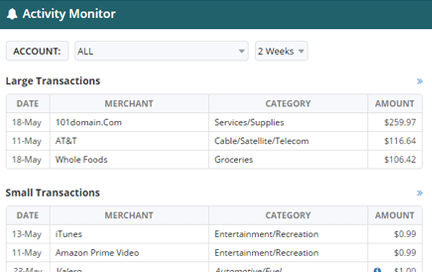 Activity Monitor
ACCOUNT: ALL 2 Weeks
Large Transactions »
DATE MERCHANT CATEGORY AMOUNT
18-May 101domain.Com Services/Supplies $259.97
11-May AT&T Cable/Satellite/Telecom $116.64
18-May Whole Foods Groceries $106.42
Small Transactions »
DATE MERCHANT CATEGORY AMOUNT
13-May iTunes Entertainment/Recreation $0.99
11-May Amazon Prime Video Entertainment/Recreation $0.99
23-May Valero Automotive/Fuel $1.00